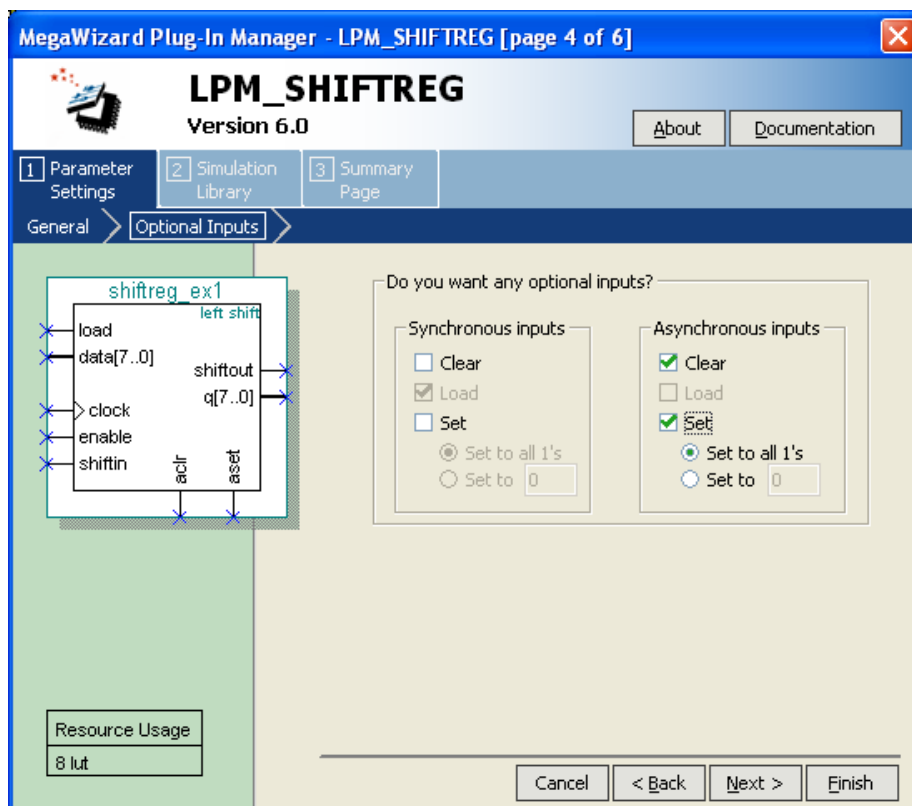 MegaWizard Plug-In Manager - LPM_SHIFTREG [page 4 of 6]
LPM_SHIFTREG
Version 6.0
About
Documentation
1 Parameter Settings
2 Simulation Library
3 Summary Page
General
Optional Inputs
shiftreg_ex1
left shift
load
data[7..0]
shiftout
q[7..0]
clock
enable
shiftin
aclr
aset
Do you want any optional inputs?
Synchronous inputs
Clear
Load
Set
Set to all 1's
Set to 0
Asynchronous inputs
Clear
Load
Set
Set to all 1's
Set to 0
Resource Usage
8 lut
Cancel
< Back
Next >
Finish